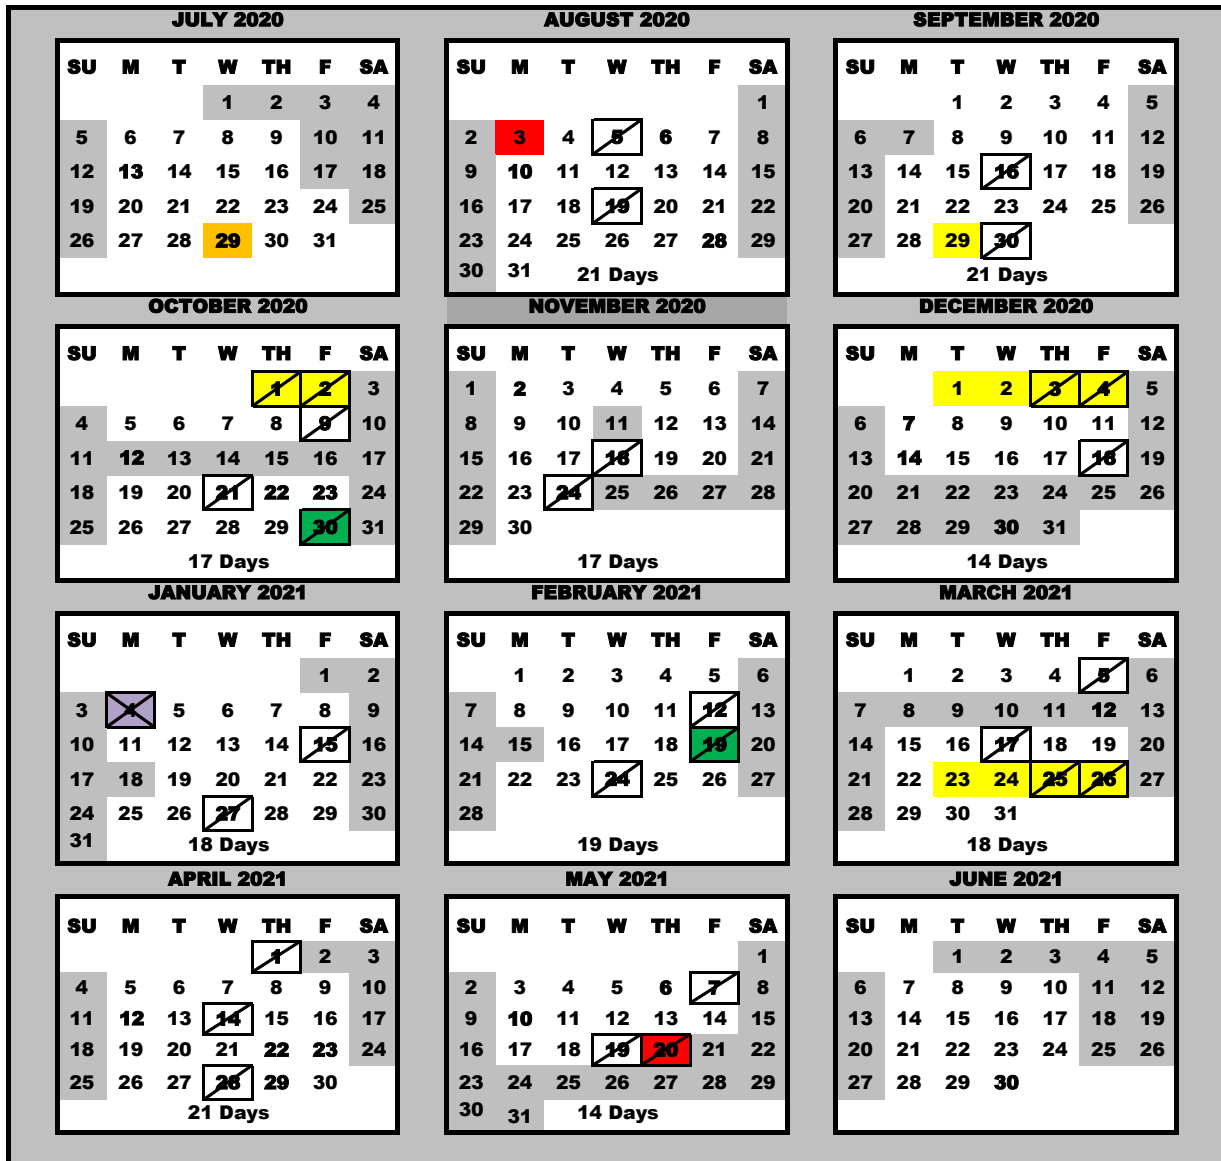 JULY 2020 AUGUST 2020 SEPTEMBER 2020
SU M T W TH F SA SU M T W TH F SA SU M T W TH F SA
1 2 3 4 1 1 2 3 4 5
5 6 7 8 9 10 11 2 3 4 5 6 7 8 6 7 8 9 10 11 12
12 13 14 15 16 17 18 9 10 11 12 13 14 15 13 14 15 16 17 18 19
19 20 21 22 23 24 25 16 17 18 19 20 21 22 20 21 22 23 24 25 26
26 27 28 29 30 31 23 24 25 26 27 28 29 27 28 29 30
30 31 21 Days 21 Days
OCTOBER 2020 NOVEMBER 2020 DECEMBER 2020
SU M T W TH F SA SU M T W TH F SA SU M T W TH F SA
1 2 3 1 2 3 4 5 6 7 1 2 3 4 5
4 5 6 7 8 9 10 8 9 10 11 12 13 14 6 7 8 9 10 11 12
11 12 13 14 15 16 17 15 16 17 18 19 20 21 13 14 15 16 17 18 19
18 19 20 21 22 23 24 22 23 24 25 26 27 28 20 21 22 23 24 25 26
25 26 27 28 29 30 31 29 30 27 28 29 30 31
17 Days 17 Days 14 Days
JANUARY 2021 FEBRUARY 2021 MARCH 2021
SU M T W TH F SA SU M T W TH F SA SU M T W TH F SA
1 2 1 2 3 4 5 6 1 2 3 4 5 6
3 4 5 6 7 8 9 7 8 9 10 11 12 13 7 8 9 10 11 12 13
10 11 12 13 14 15 16 14 15 16 17 18 19 20 14 15 16 17 18 19 20
17 18 19 20 21 22 23 21 22 23 24 25 26 27 21 22 23 24 25 26 27
24 25 26 27 28 29 30 28 28 29 30 31
31 18 Days 19 Days 18 Days
APRIL 2021 MAY 2021 JUNE 2021
SU M T W TH F SA SU M T W TH F SA SU M T W TH F SA
1 2 3 1 1 2 3 4 5
4 5 6 7 8 9 10 2 3 4 5 6 7 8 6 7 8 9 10 11 12
11 12 13 14 15 16 17 9 10 11 12 13 14 15 13 14 15 16 17 18 19
18 19 20 21 22 23 24 16 17 18 19 20 21 22 20 21 22 23 24 25 26
25 26 27 28 29 30 23 24 25 26 27 28 29 27 28 29 30
21 Days 30 31 14 Days